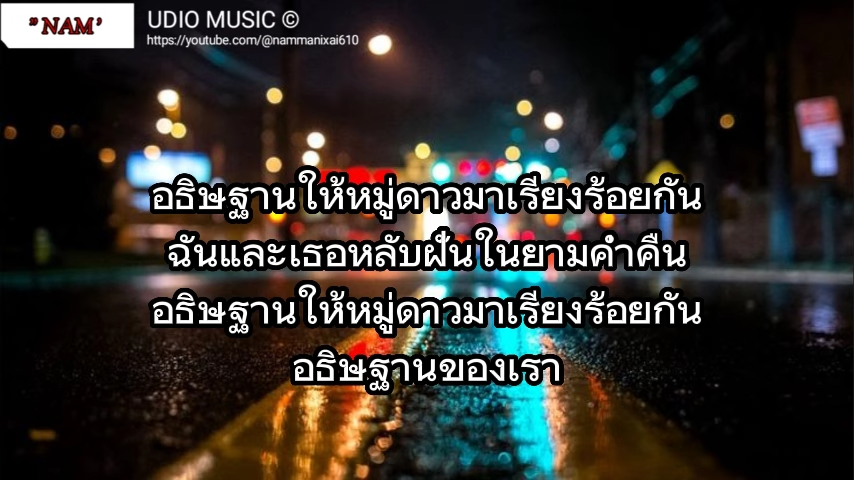 "NAM'
UDIO MUSIC ©
https://youtube.com/@nammanixai610
อธิษฐานให้หมู่ดาวมาเรียงร้อยกัน
ฉันและเธอหลับฝันในยามค่ำคืน
อธิษฐานให้หมู่ดาวมาเรียงร้อยกัน
อธิษฐานของเรา